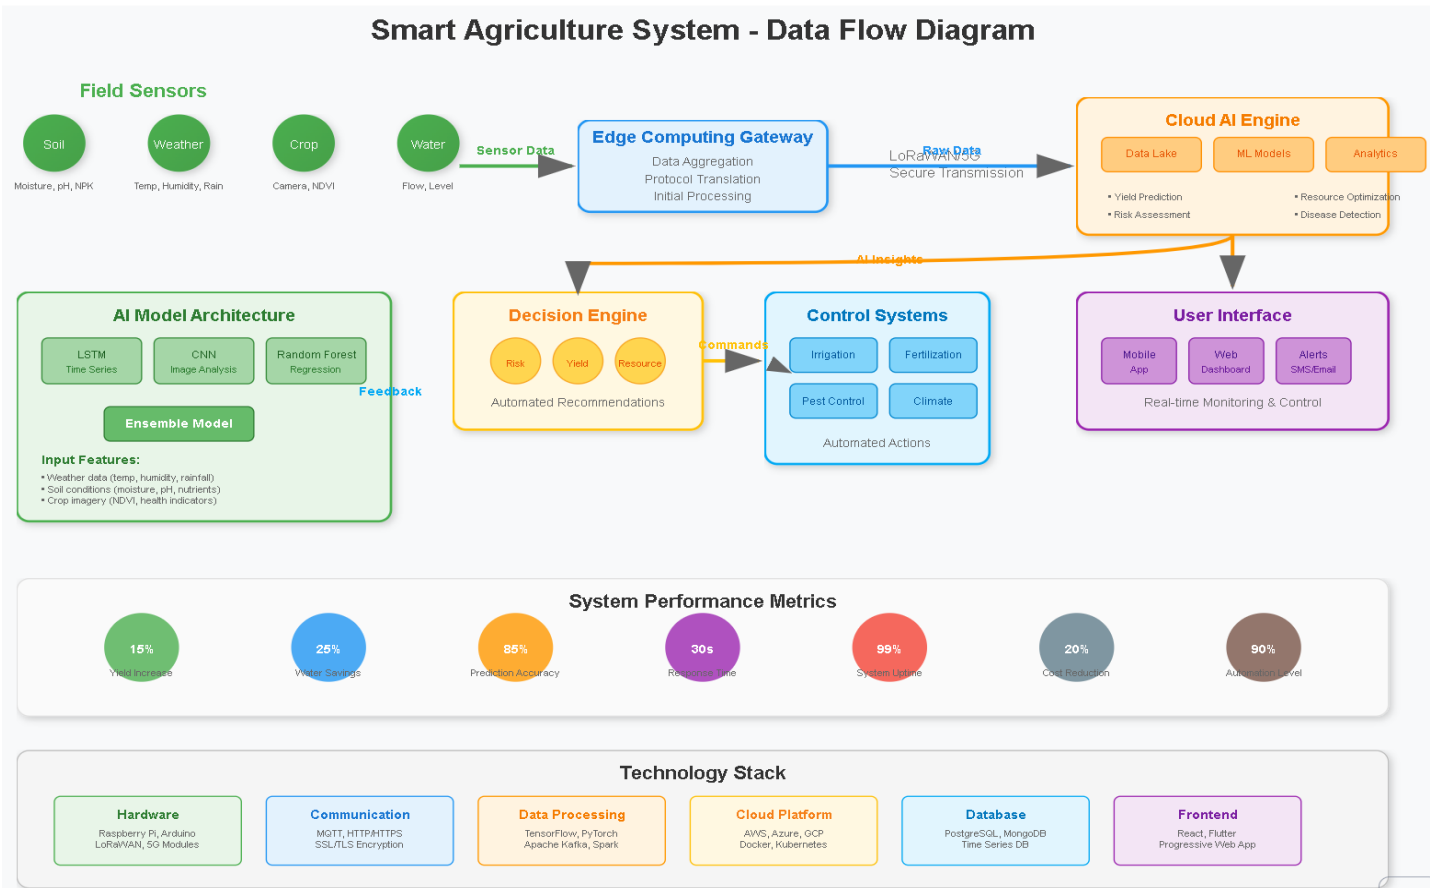 Smart Agriculture System - Data Flow Diagram
Field Sensors
Soil
Moisture, pH, NPK
Weather
Temp, Humidity, Rain
Crop
Camera, NDVI
Water
Flow, Level
Sensor Data
Edge Computing Gateway
Data Aggregation
Protocol Translation
Initial Processing
Raw Data
LoRaWAN/5G
Secure Transmission
Cloud AI Engine
Data Lake
ML Models
Analytics
• Yield Prediction
• Resource Optimization
• Risk Assessment
• Disease Detection
AI Insights
AI Model Architecture
LSTM
Time Series
CNN
Image Analysis
Random Forest
Regression
Ensemble Model
Input Features:
• Weather data (temp, humidity, rainfall)
• Soil conditions (moisture, pH, nutrients)
• Crop imagery (NDVI, health indicators)
Feedback
Decision Engine
Risk
Yield
Resource
Automated Recommendations
Commands
Control Systems
Irrigation
Fertilization
Pest Control
Climate
Automated Actions
User Interface
Mobile
App
Web
Dashboard
Alerts
SMS/Email
Real-time Monitoring & Control
System Performance Metrics
15%
Yield Increase
25%
Water Savings
85%
Prediction Accuracy
30s
Response Time
99%
System Uptime
20%
Cost Reduction
90%
Automation Level
Technology Stack
Hardware
Raspberry Pi, Arduino
LoRaWAN, 5G Modules
Communication
MQTT, HTTP/HTTPS
SSL/TLS Encryption
Data Processing
TensorFlow, PyTorch
Apache Kafka, Spark
Cloud Platform
AWS, Azure, GCP
Docker, Kubernetes
Database
PostgreSQL, MongoDB
Time Series DB
Frontend
React, Flutter
Progressive Web App